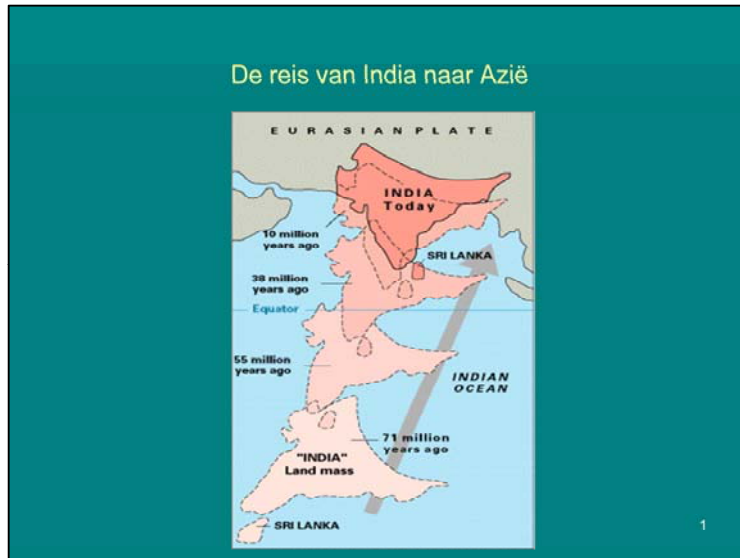 De reis van India naar Azië
EURASIAN PLATE
INDIA
Today
10 million
years ago
SRI LANKA
38 million
years ago
Equator
55 million
years ago
INDIAN
OCEAN
71 million
years ago
"INDIA"
Land mass
SRI LANKA
1